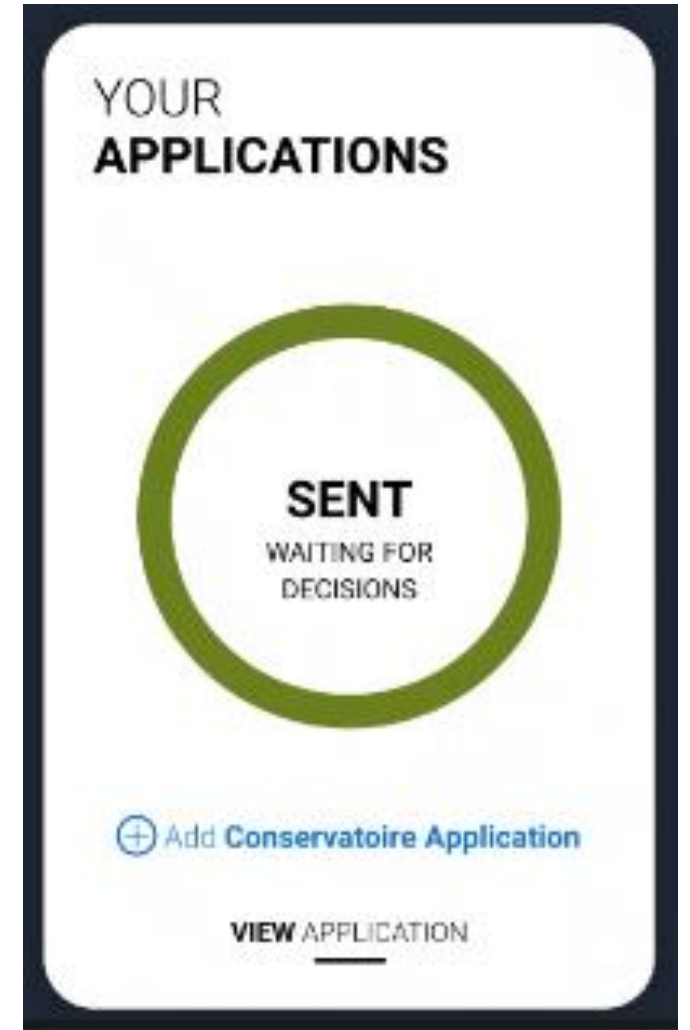 YOUR
APPLICATIONS
SENT
WAITING FOR
DECISIONS
Add Conservatoire Application
VIEW APPLICATION